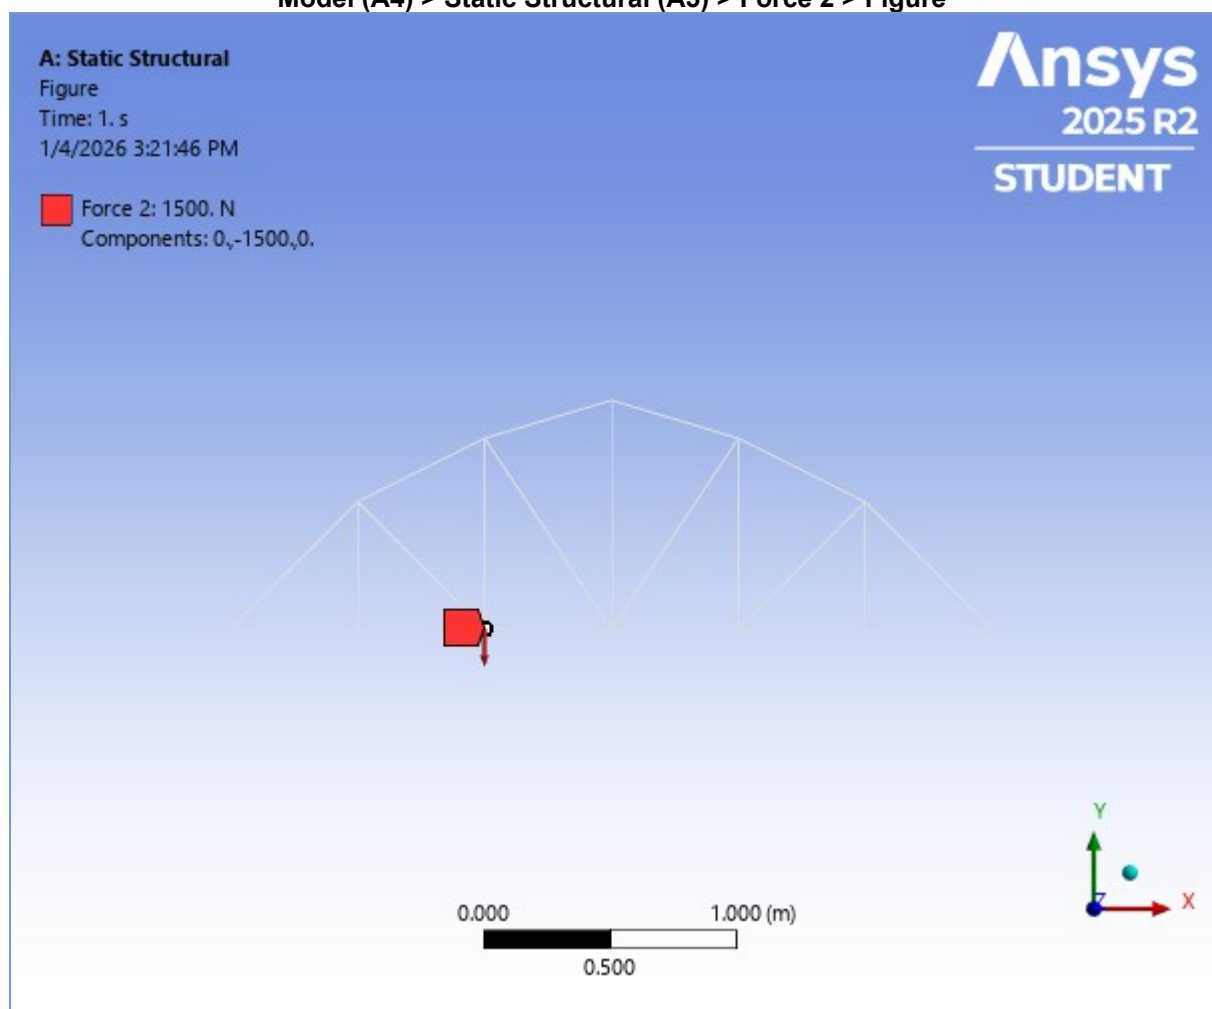 Model (A4) > Static Structural (A5) > Force 2 > Figure
A: Static Structural
Figure
Time: 1. s
1/4/2026 3:21:46 PM
Force 2: 1500. N
Components: 0.,-1500.,0.
Ansys
2025 R2
STUDENT
Y
Z
X
0.000
1.000 (m)
0.500